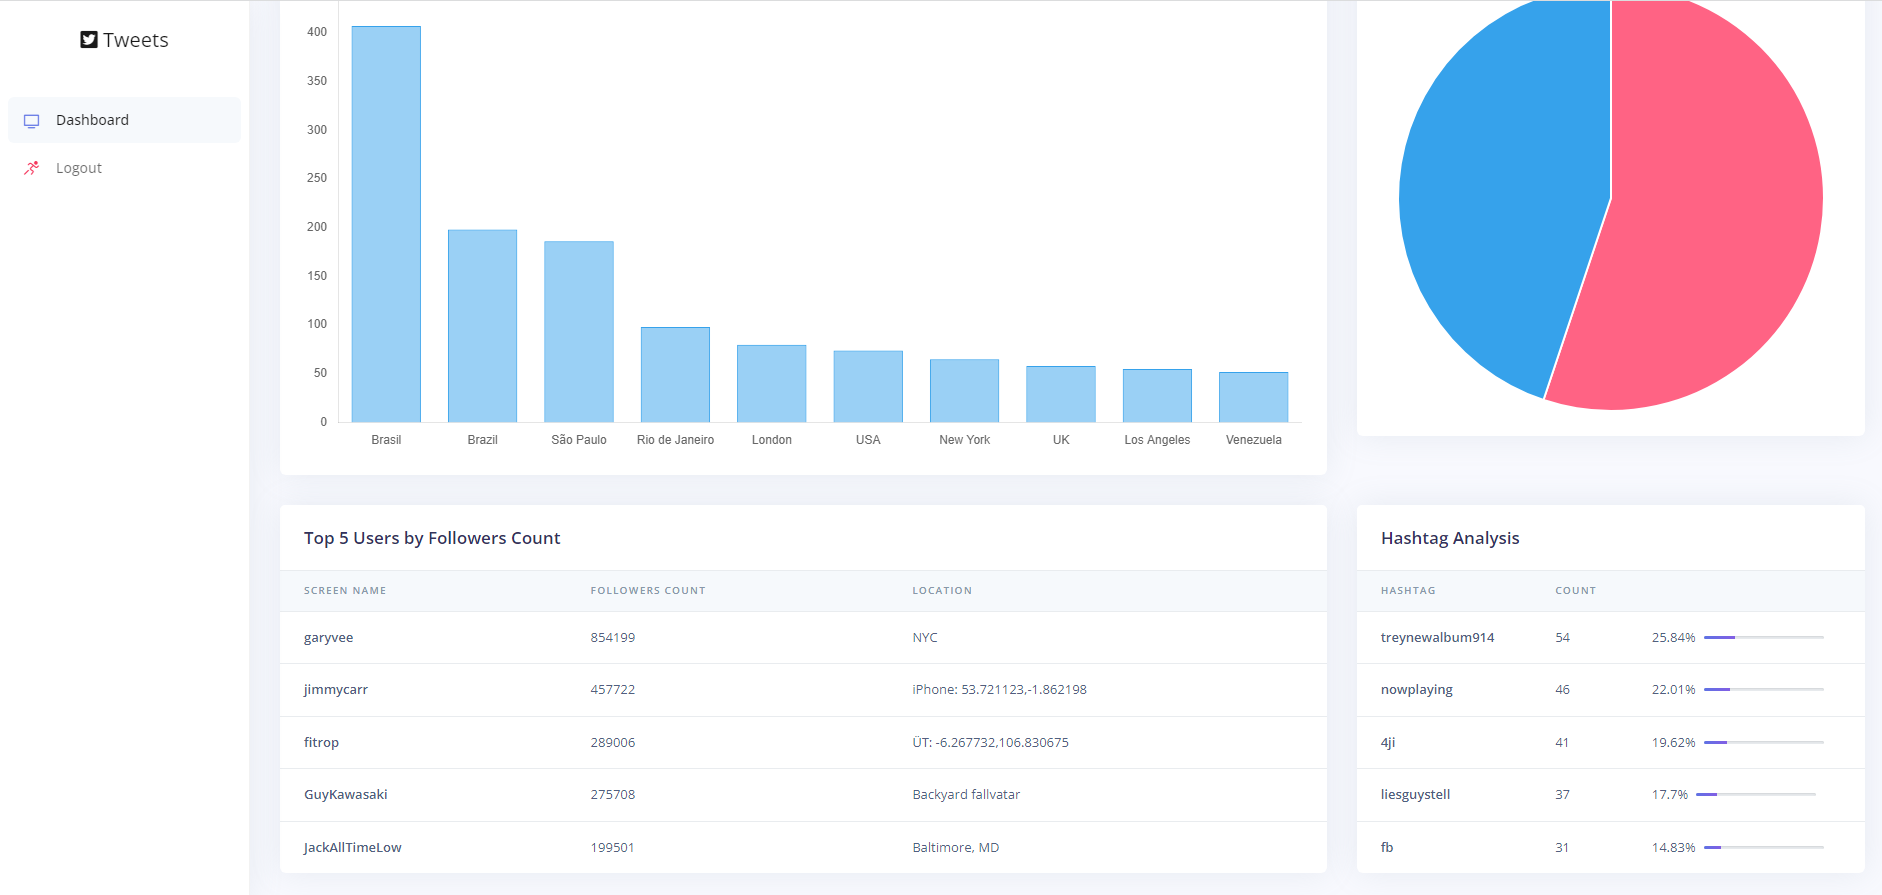 Tweets
Dashboard
Logout
400
350
300
250
200
150
100
50
0
Brasil Brazil São Paulo Rio de Janeiro London USA New York UK Los Angeles Venezuela
Top 5 Users by Followers Count
SCREEN NAME FOLLOWERS COUNT LOCATION
garyvee 854199 NYC
jimmycarr 457722 iPhone: 53.721123,-1.862198
fitrop 289006 ÜT: -6.267732,106.830675
GuyKawasaki 275708 Backyard fallvatar
JackAllTimeLow 199501 Baltimore, MD
Hashtag Analysis
HASHTAG COUNT
treynewalbum914 54 25.84%
nowplaying 46 22.01%
4ji 41 19.62%
liesguystell 37 17.7%
fb 31 14.83%